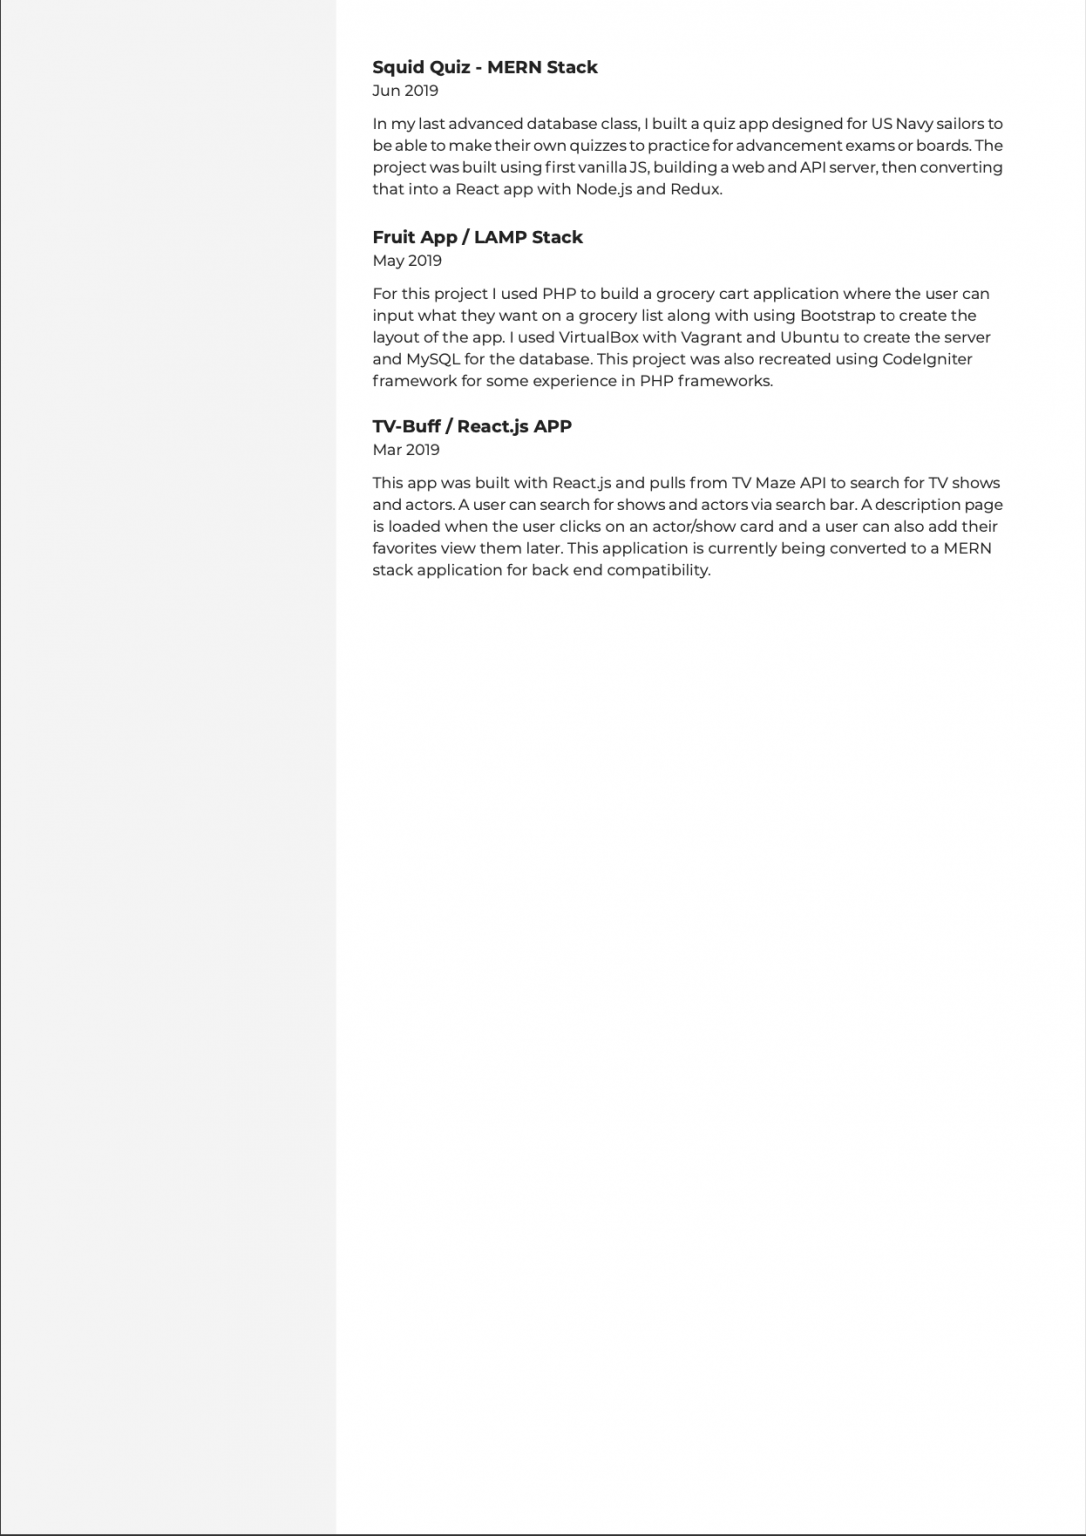 Squid Quiz - MERN Stack
Jun 2019
In my last advanced database class, I built a quiz app designed for US Navy sailors to
be able to make their own quizzes to practice for advancement exams or boards. The
project was built using first vanilla JS, building a web and API server, then converting
that into a React app with Node.js and Redux.
Fruit App / LAMP Stack
May 2019
For this project I used PHP to build a grocery cart application where the user can
input what they want on a grocery list along with using Bootstrap to create the
layout of the app. I used VirtualBox with Vagrant and Ubuntu to create the server
and MySQL for the database. This project was also recreated using CodeIgniter
framework for some experience in PHP frameworks.
TV-Buff / React.js APP
Mar 2019
This app was built with React.js and pulls from TV Maze API to search for TV shows
and actors. A user can search for shows and actors via search bar. A description page
is loaded when the user clicks on an actor/show card and a user can also add their
favorites view them later. This application is currently being converted to a MERN
stack application for back end compatibility.